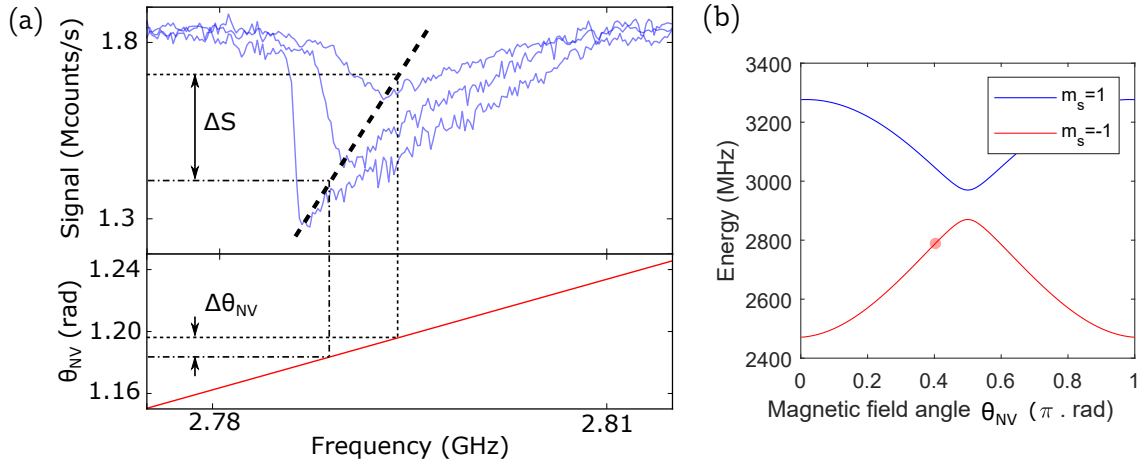 (a)
1.8
1.3
Signal (Mcounts/s)
ΔS
1.24
1.20
1.16
θNV (rad)
ΔθNV
2.78
2.81
Frequency (GHz)
(b)
3400
3200
3000
2800
2600
2400
Energy (MHz)
m_s=1
m_s=-1
0
0.2
0.4
0.6
0.8
1
Magnetic field angle θNV (π . rad)